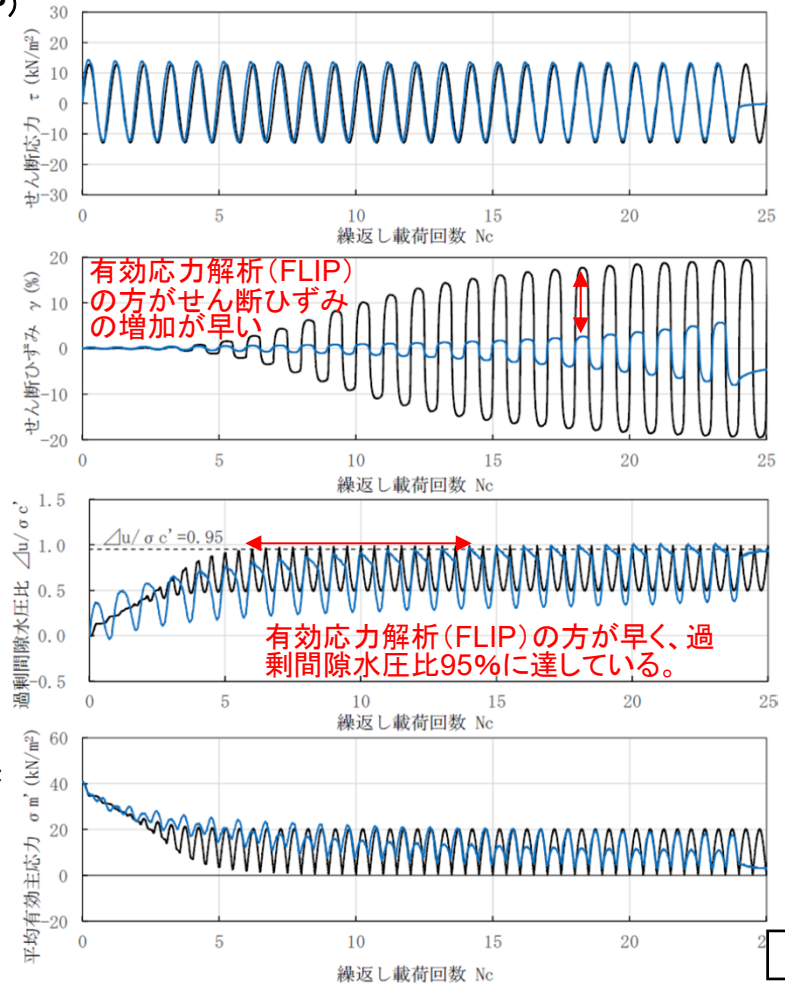 せん断応力 τ (kN/m²)
30
20
10
0
-10
-20
-30
0 5 10 15 20 25
繰返し載荷回数 Nc
せん断ひずみ γ (%)
20
10
0
-10
-20
有効応力解析(FLIP)
の方がせん断ひずみ
の増加が早い
0 5 10 15 20 25
繰返し載荷回数 Nc
過剰間隙水圧比 ⊿u/σc'
1.5
1.0
0.5
0.0
-0.5
⊿u/σc'=0.95
有効応力解析(FLIP)の方が早く、過
剰間隙水圧比95%に達している。
0 5 10 15 20 25
繰返し載荷回数 Nc
平均有効主応力 σm' (kN/m²)
60
40
20
0
-20
0 5 10 15 20 2
繰返し載荷回数 Nc